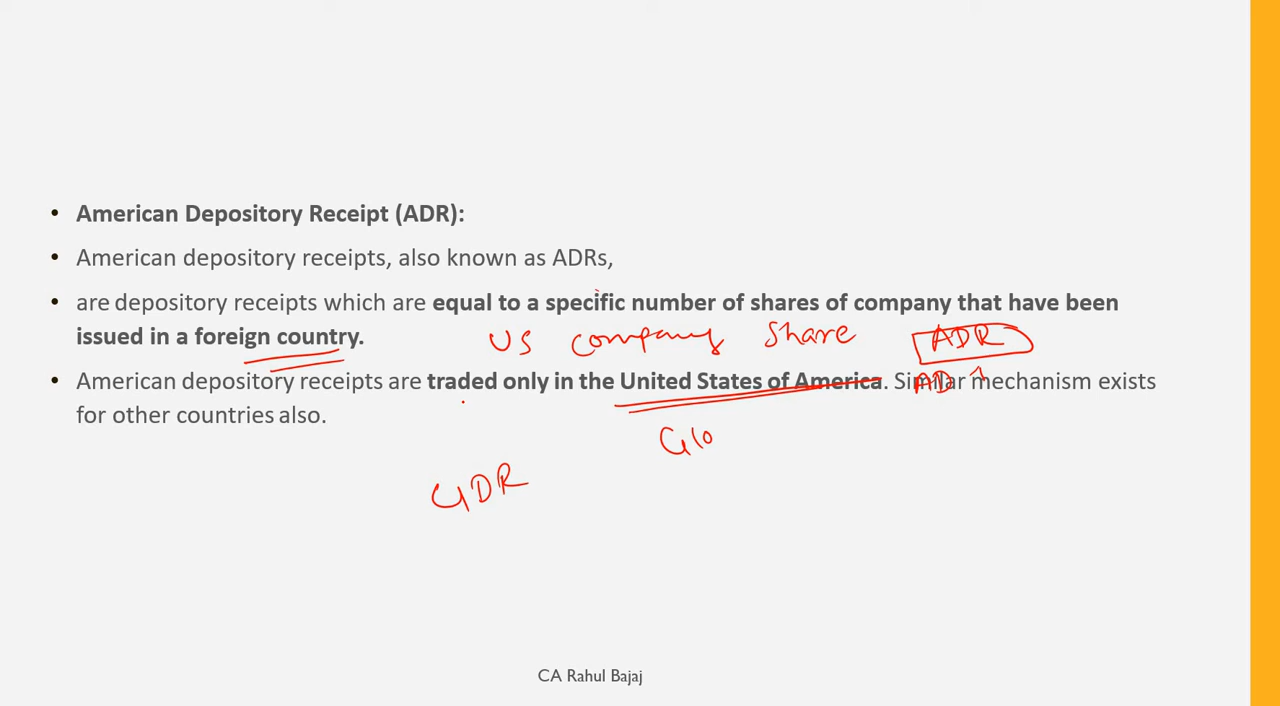 • American Depository Receipt (ADR):
• American depository receipts, also known as ADRs,
• are depository receipts which are equal to a specific number of shares of company that have been
issued in a foreign country.
US Company Share ADR
• American depository receipts are traded only in the United States of America. Similar mechanism exists
AD
for other countries also.
Glo
GDR
CA Rahul Bajaj